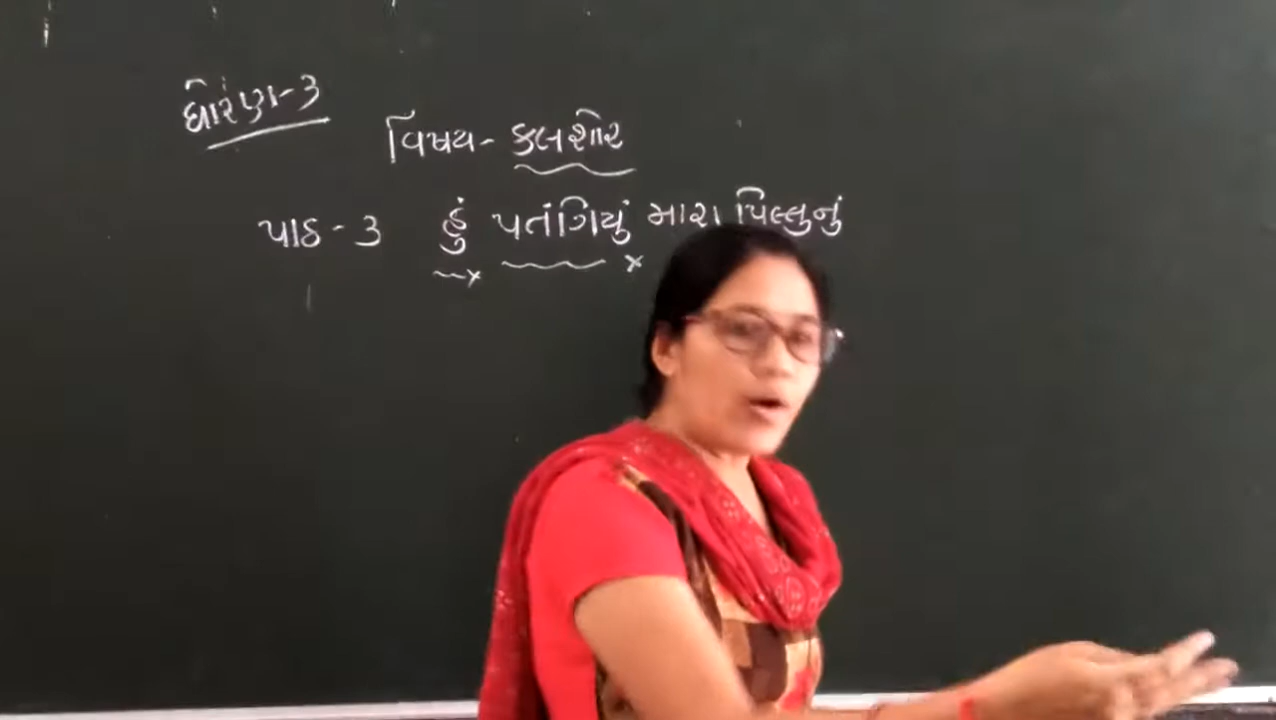 ધોરણ-૩
વિષય- કલશોર
પાઠ - ૩ હું પતંગિયું મારા પિલ્લુનું